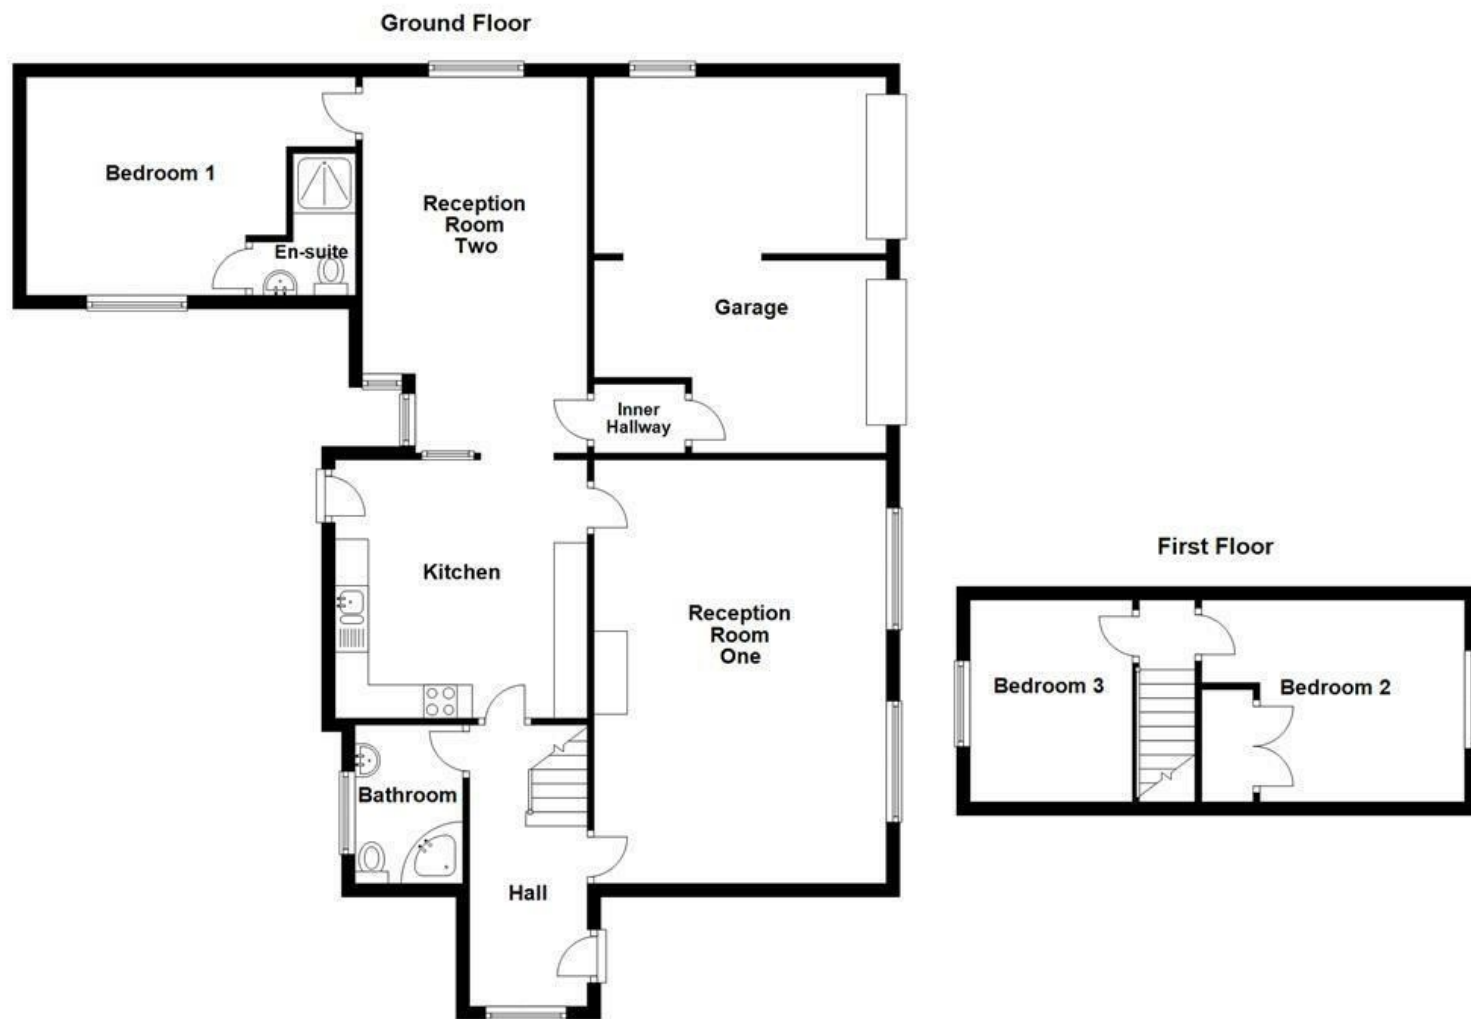 Ground Floor
Bedroom 1
En-suite
Reception
Room
Two
Garage
Inner
Hallway
Kitchen
Reception
Room
One
Bathroom
Hall
First Floor
Bedroom 3
Bedroom 2